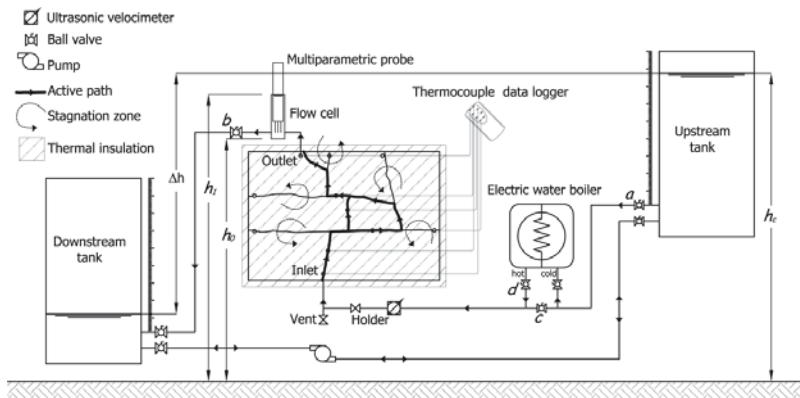 Ultrasonic velocimeter
Ball valve
Pump
Active path
Stagnation zone
Thermal insulation
Multiparametric probe
Flow cell
Thermocouple data logger
Upstream
tank
Electric water boiler
Outlet
Inlet
Downstream
tank
hot
cold
Vent
Holder
a
b
c
d
Δh
h₁
h₀
hₑ